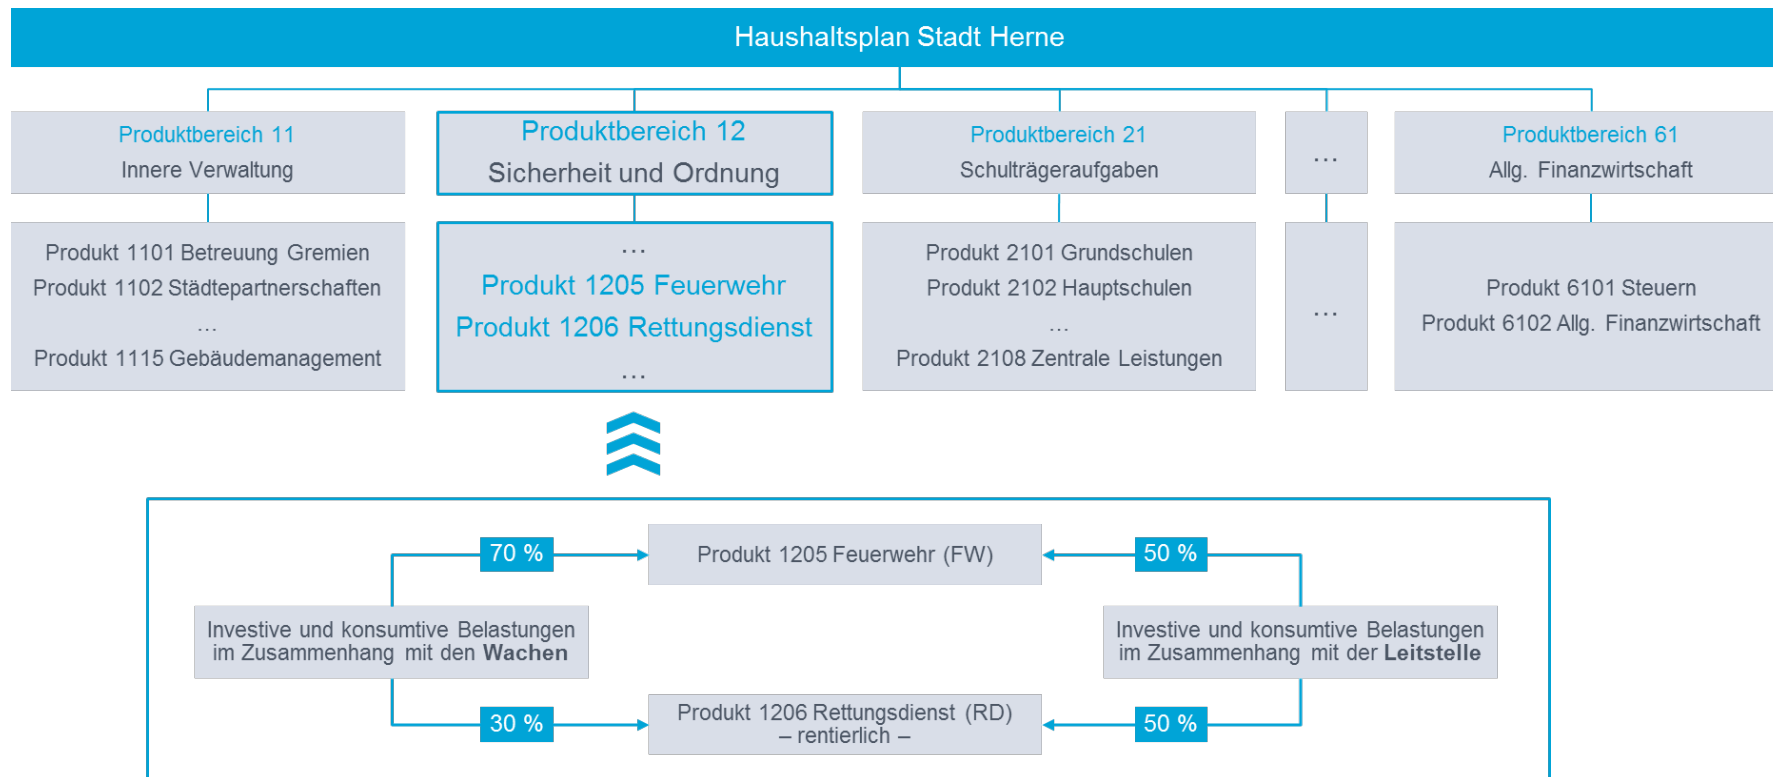 Haushaltsplan Stadt Herne
Produktbereich 11
Innere Verwaltung
Produktbereich 12
Sicherheit und Ordnung
Produktbereich 21
Schulträgeraufgaben
...
Produktbereich 61
Allg. Finanzwirtschaft
Produkt 1101 Betreuung Gremien
Produkt 1102 Städtepartnerschaften
...
Produkt 1115 Gebäudemanagement
...
Produkt 1205 Feuerwehr
Produkt 1206 Rettungsdienst
...
Produkt 2101 Grundschulen
Produkt 2102 Hauptschulen
...
Produkt 2108 Zentrale Leistungen
...
Produkt 6101 Steuern
Produkt 6102 Allg. Finanzwirtschaft
70 %
Produkt 1205 Feuerwehr (FW)
50 %
Investive und konsumtive Belastungen
im Zusammenhang mit den Wachen
Investive und konsumtive Belastungen
im Zusammenhang mit der Leitstelle
30 %
Produkt 1206 Rettungsdienst (RD)
– rentierlich –
50 %